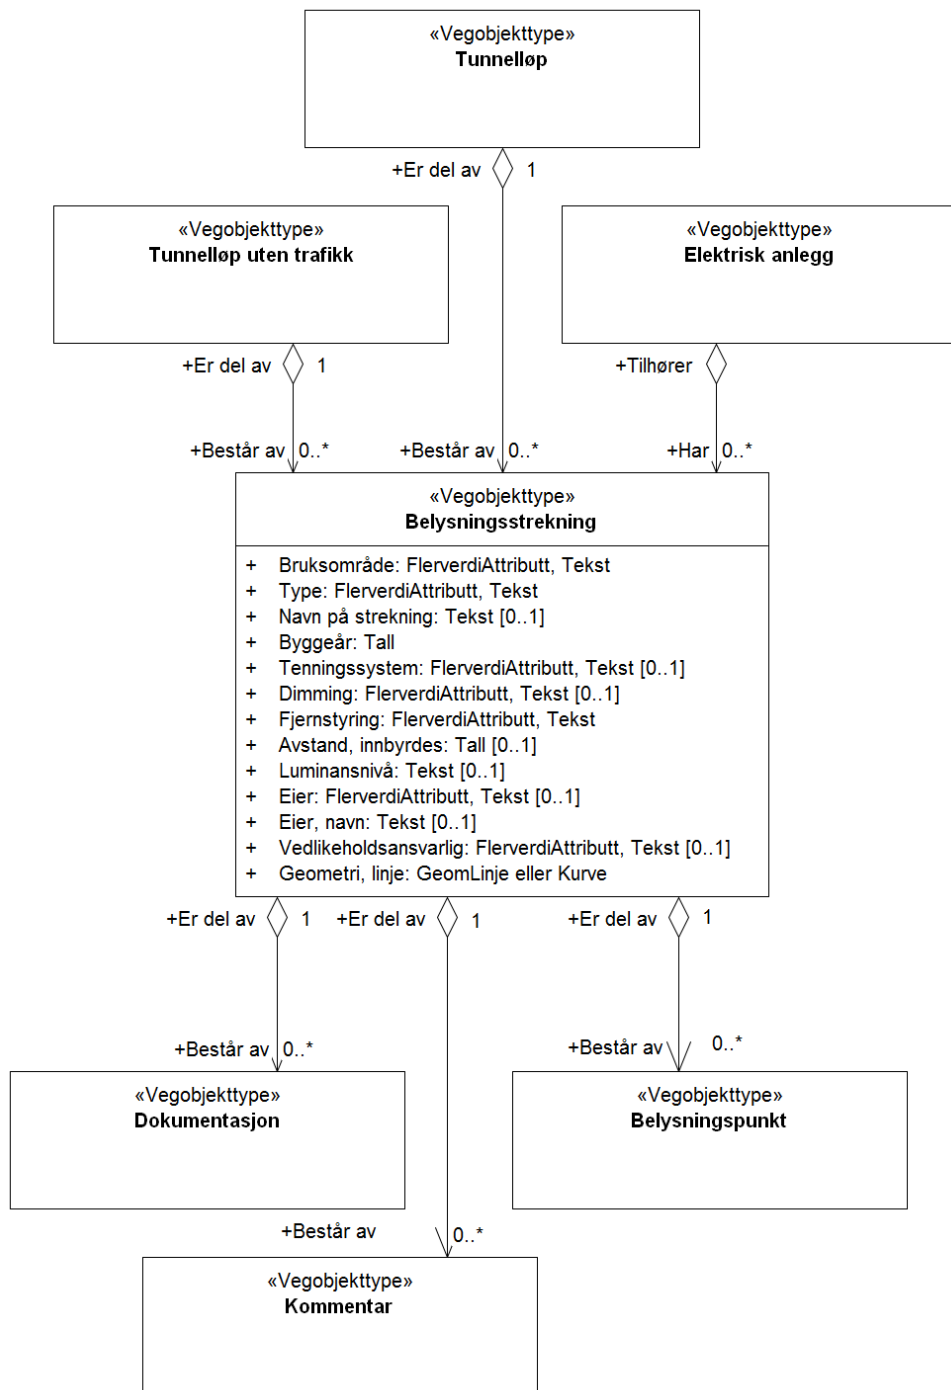 «Vegobjekttype»
Tunnelløp
+Er del av 1
«Vegobjekttype»
Tunnelløp uten trafikk
«Vegobjekttype»
Elektrisk anlegg
+Er del av 1
+Tilhører
+Består av 0..*
+Består av 0..*
+Har 0..*
«Vegobjekttype»
Belysningsstrekning
+ Bruksområde: FlerverdiAttributt, Tekst
+ Type: FlerverdiAttributt, Tekst
+ Navn på strekning: Tekst [0..1]
+ Byggeår: Tall
+ Tenningssystem: FlerverdiAttributt, Tekst [0..1]
+ Dimming: FlerverdiAttributt, Tekst [0..1]
+ Fjernstyring: FlerverdiAttributt, Tekst
+ Avstand, innbyrdes: Tall [0..1]
+ Luminansnivå: Tekst [0..1]
+ Eier: FlerverdiAttributt, Tekst [0..1]
+ Eier, navn: Tekst [0..1]
+ Vedlikeholdsansvarlig: FlerverdiAttributt, Tekst [0..1]
+ Geometri, linje: GeomLinje eller Kurve
+Er del av 1
+Er del av 1
+Er del av 1
+Består av 0..*
+Består av 0..*
«Vegobjekttype»
Dokumentasjon
«Vegobjekttype»
Belysningspunkt
+Består av 0..*
«Vegobjekttype»
Kommentar